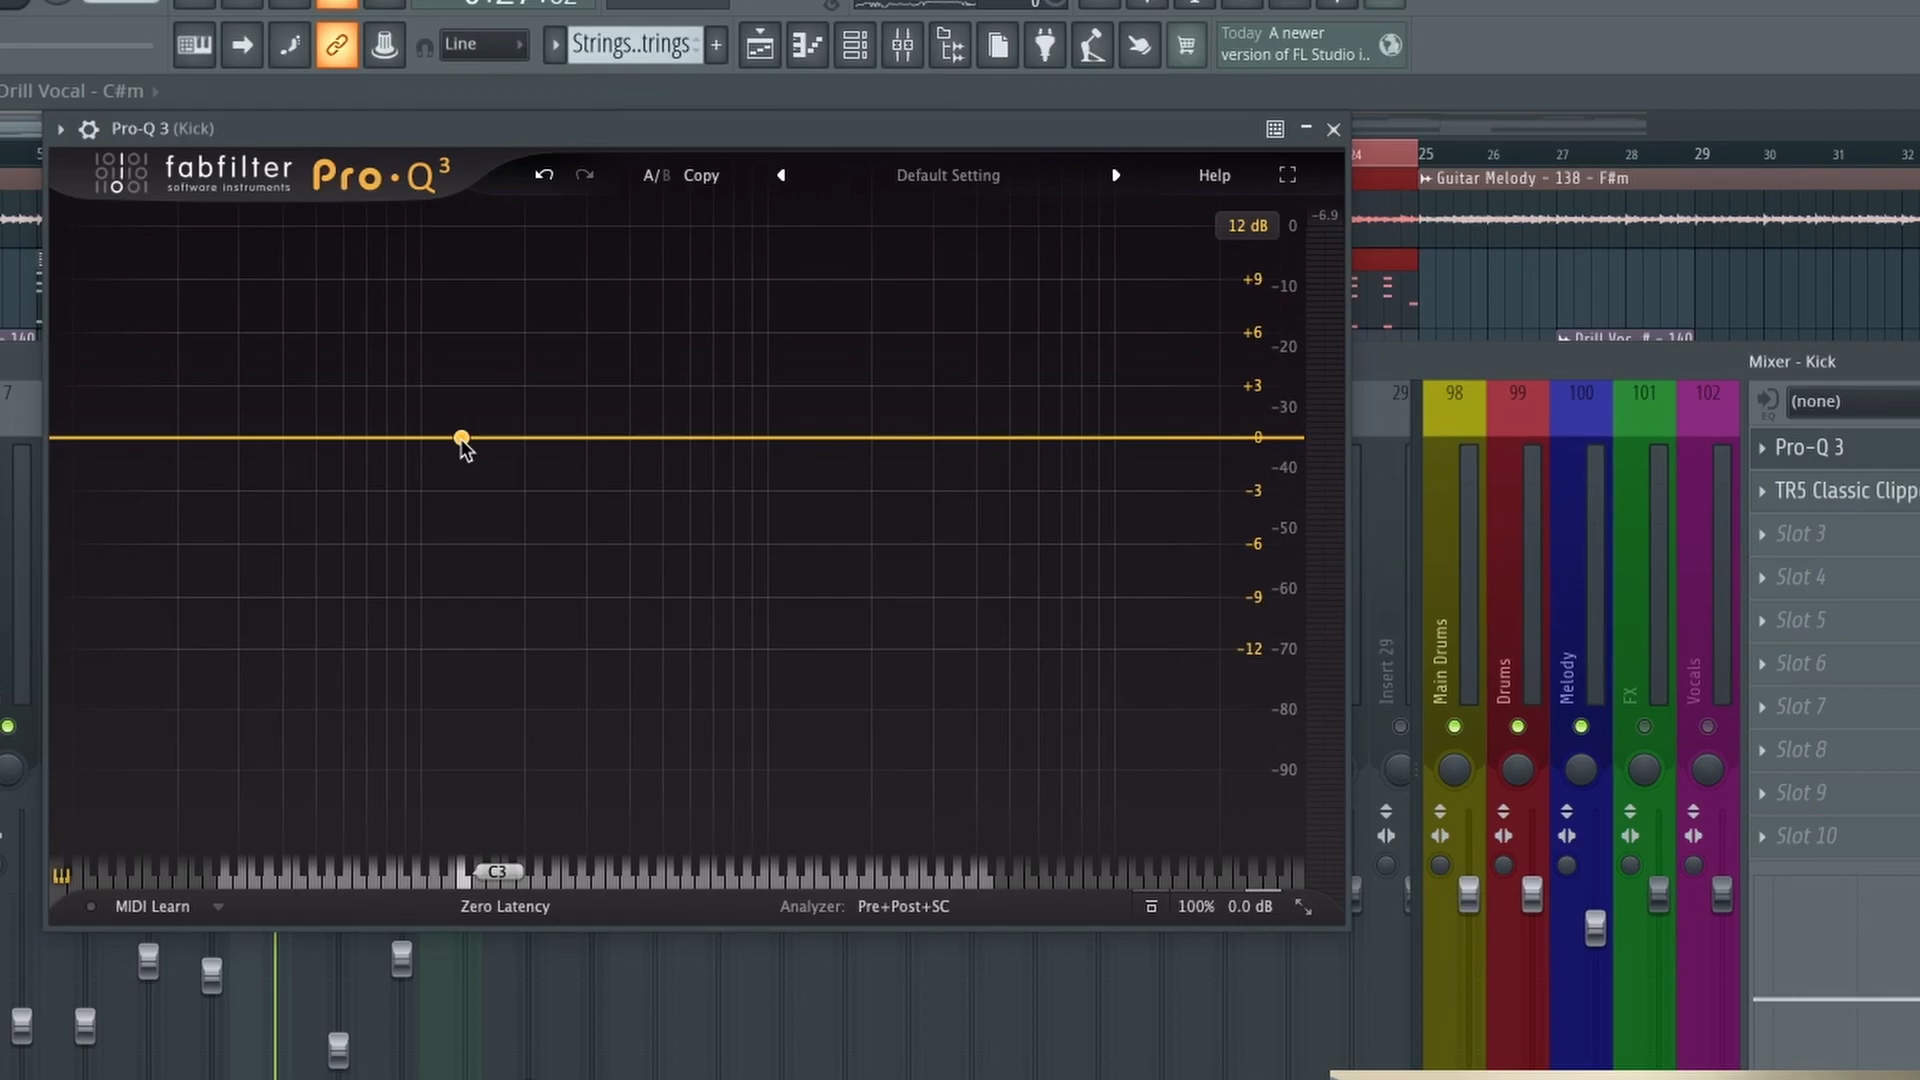 Line
Strings..trings
+
Today A newer
version of FL Studio i..
Drill Vocal - C#m
Pro-Q 3 (Kick)
fabfilter
software instruments
Pro·Q3
A/B Copy
Default Setting
Help
24 25 26 27 28 29 30 31 32
Guitar Melody - 138 - F#m
12 dB 0 -6.9
+9 -10
+6 -20
+3 -30
0
-40
-3
-50
-6
-60
-9
-12 -70
-80
-90
C3
MIDI Learn
Zero Latency
Analyzer: Pre+Post+SC
100% 0.0 dB
Mixer - Kick
7 29 98 99 100 101 102
(none)
EQ
Pro-Q 3
TR5 Classic Clipp
Slot 3
Slot 4
Slot 5
Slot 6
Slot 7
Slot 8
Slot 9
Slot 10
Insert 29
Main Drums
Drums
Melody
FX
Vocals